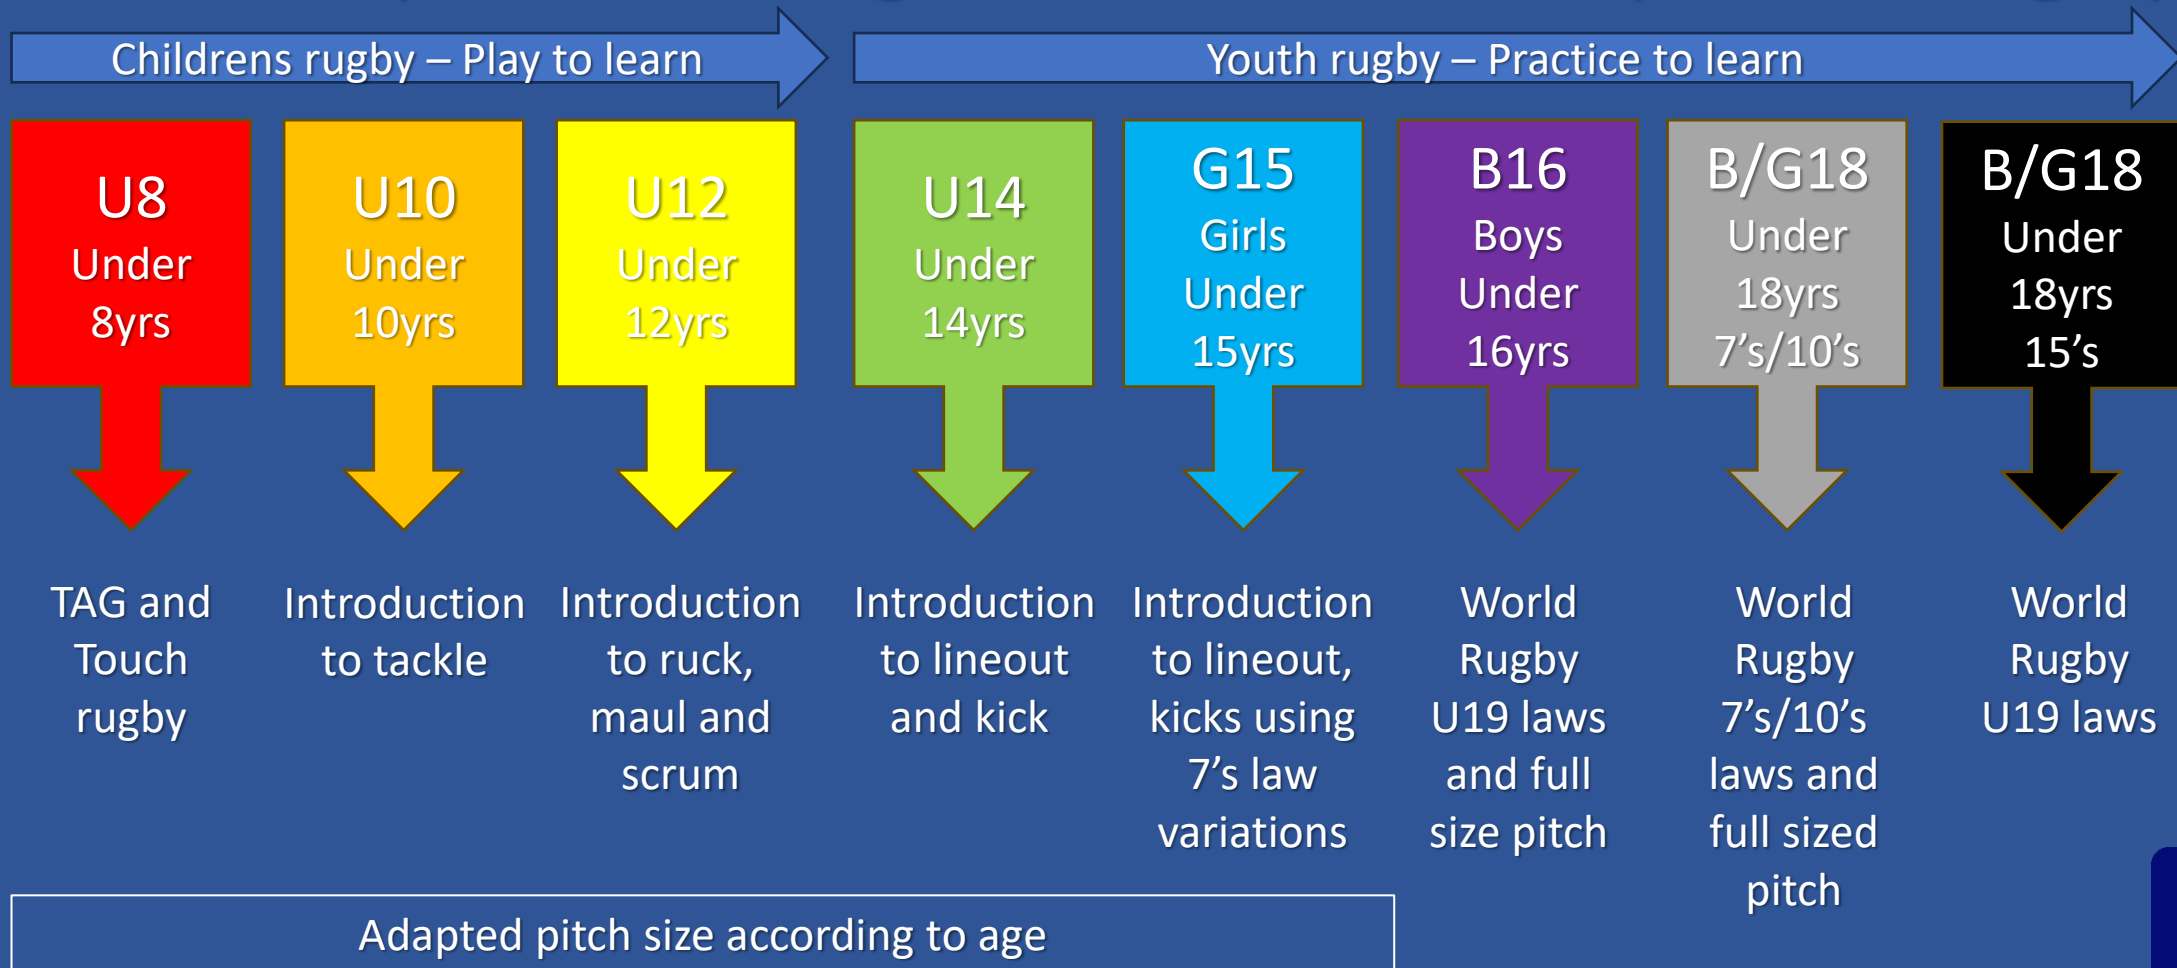 Childrens rugby – Play to learn
Youth rugby – Practice to learn
U8
Under
8yrs
U10
Under
10yrs
U12
Under
12yrs
U14
Under
14yrs
G15
Girls
Under
15yrs
B16
Boys
Under
16yrs
B/G18
Under
18yrs
7’s/10’s
B/G18
Under
18yrs
15’s
TAG and
Touch
rugby
Introduction
to tackle
Introduction
to ruck,
maul and
scrum
Introduction
to lineout
and kick
Introduction
to lineout,
kicks using
7’s law
variations
World
Rugby
U19 laws
and full
size pitch
World
Rugby
7’s/10’s
laws and
full sized
pitch
World
Rugby
U19 laws
Adapted pitch size according to age